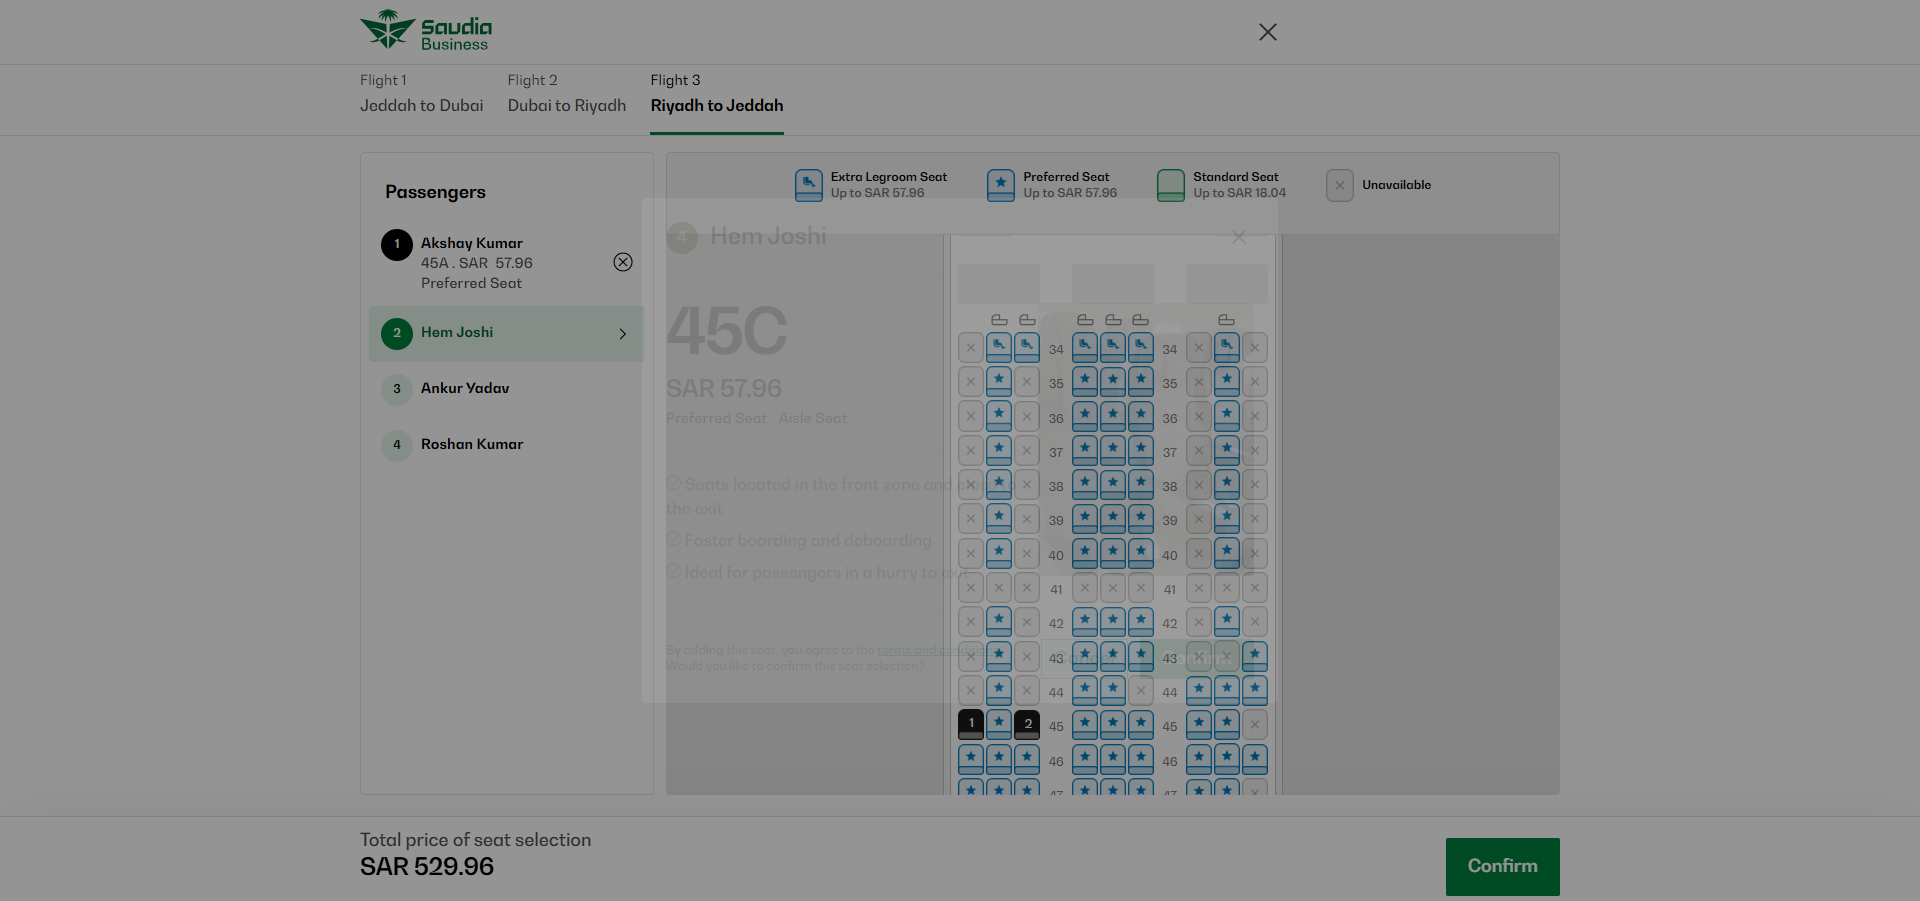 Saudia
Business
Flight 1
Jeddah to Dubai
Flight 2
Dubai to Riyadh
Flight 3
Riyadh to Jeddah
Passengers
1
Akshay Kumar
45A . SAR 57.96
Preferred Seat
2
Hem Joshi
3
Ankur Yadav
4
Roshan Kumar
Extra Legroom Seat
Up to SAR 57.96
Preferred Seat
Up to SAR 57.96
Standard Seat
Up to SAR 18.04
Unavailable
4 Hem Joshi
45C
SAR 57.96
Preferred Seat - Aisle Seat
Seats located in the front zone and close to
the exit
Faster boarding and deboarding
Ideal for passengers in a hurry to exit
By adding this seat, you agree to the terms and conditions
Would you like to confirm this seat selection?
34 34
35 35
36 36
37 37
38 38
39 39
40 40
41 41
42 42
43 43
44 44
1 2 45 45
46 46
47 47
Total price of seat selection
SAR 529.96
Confirm